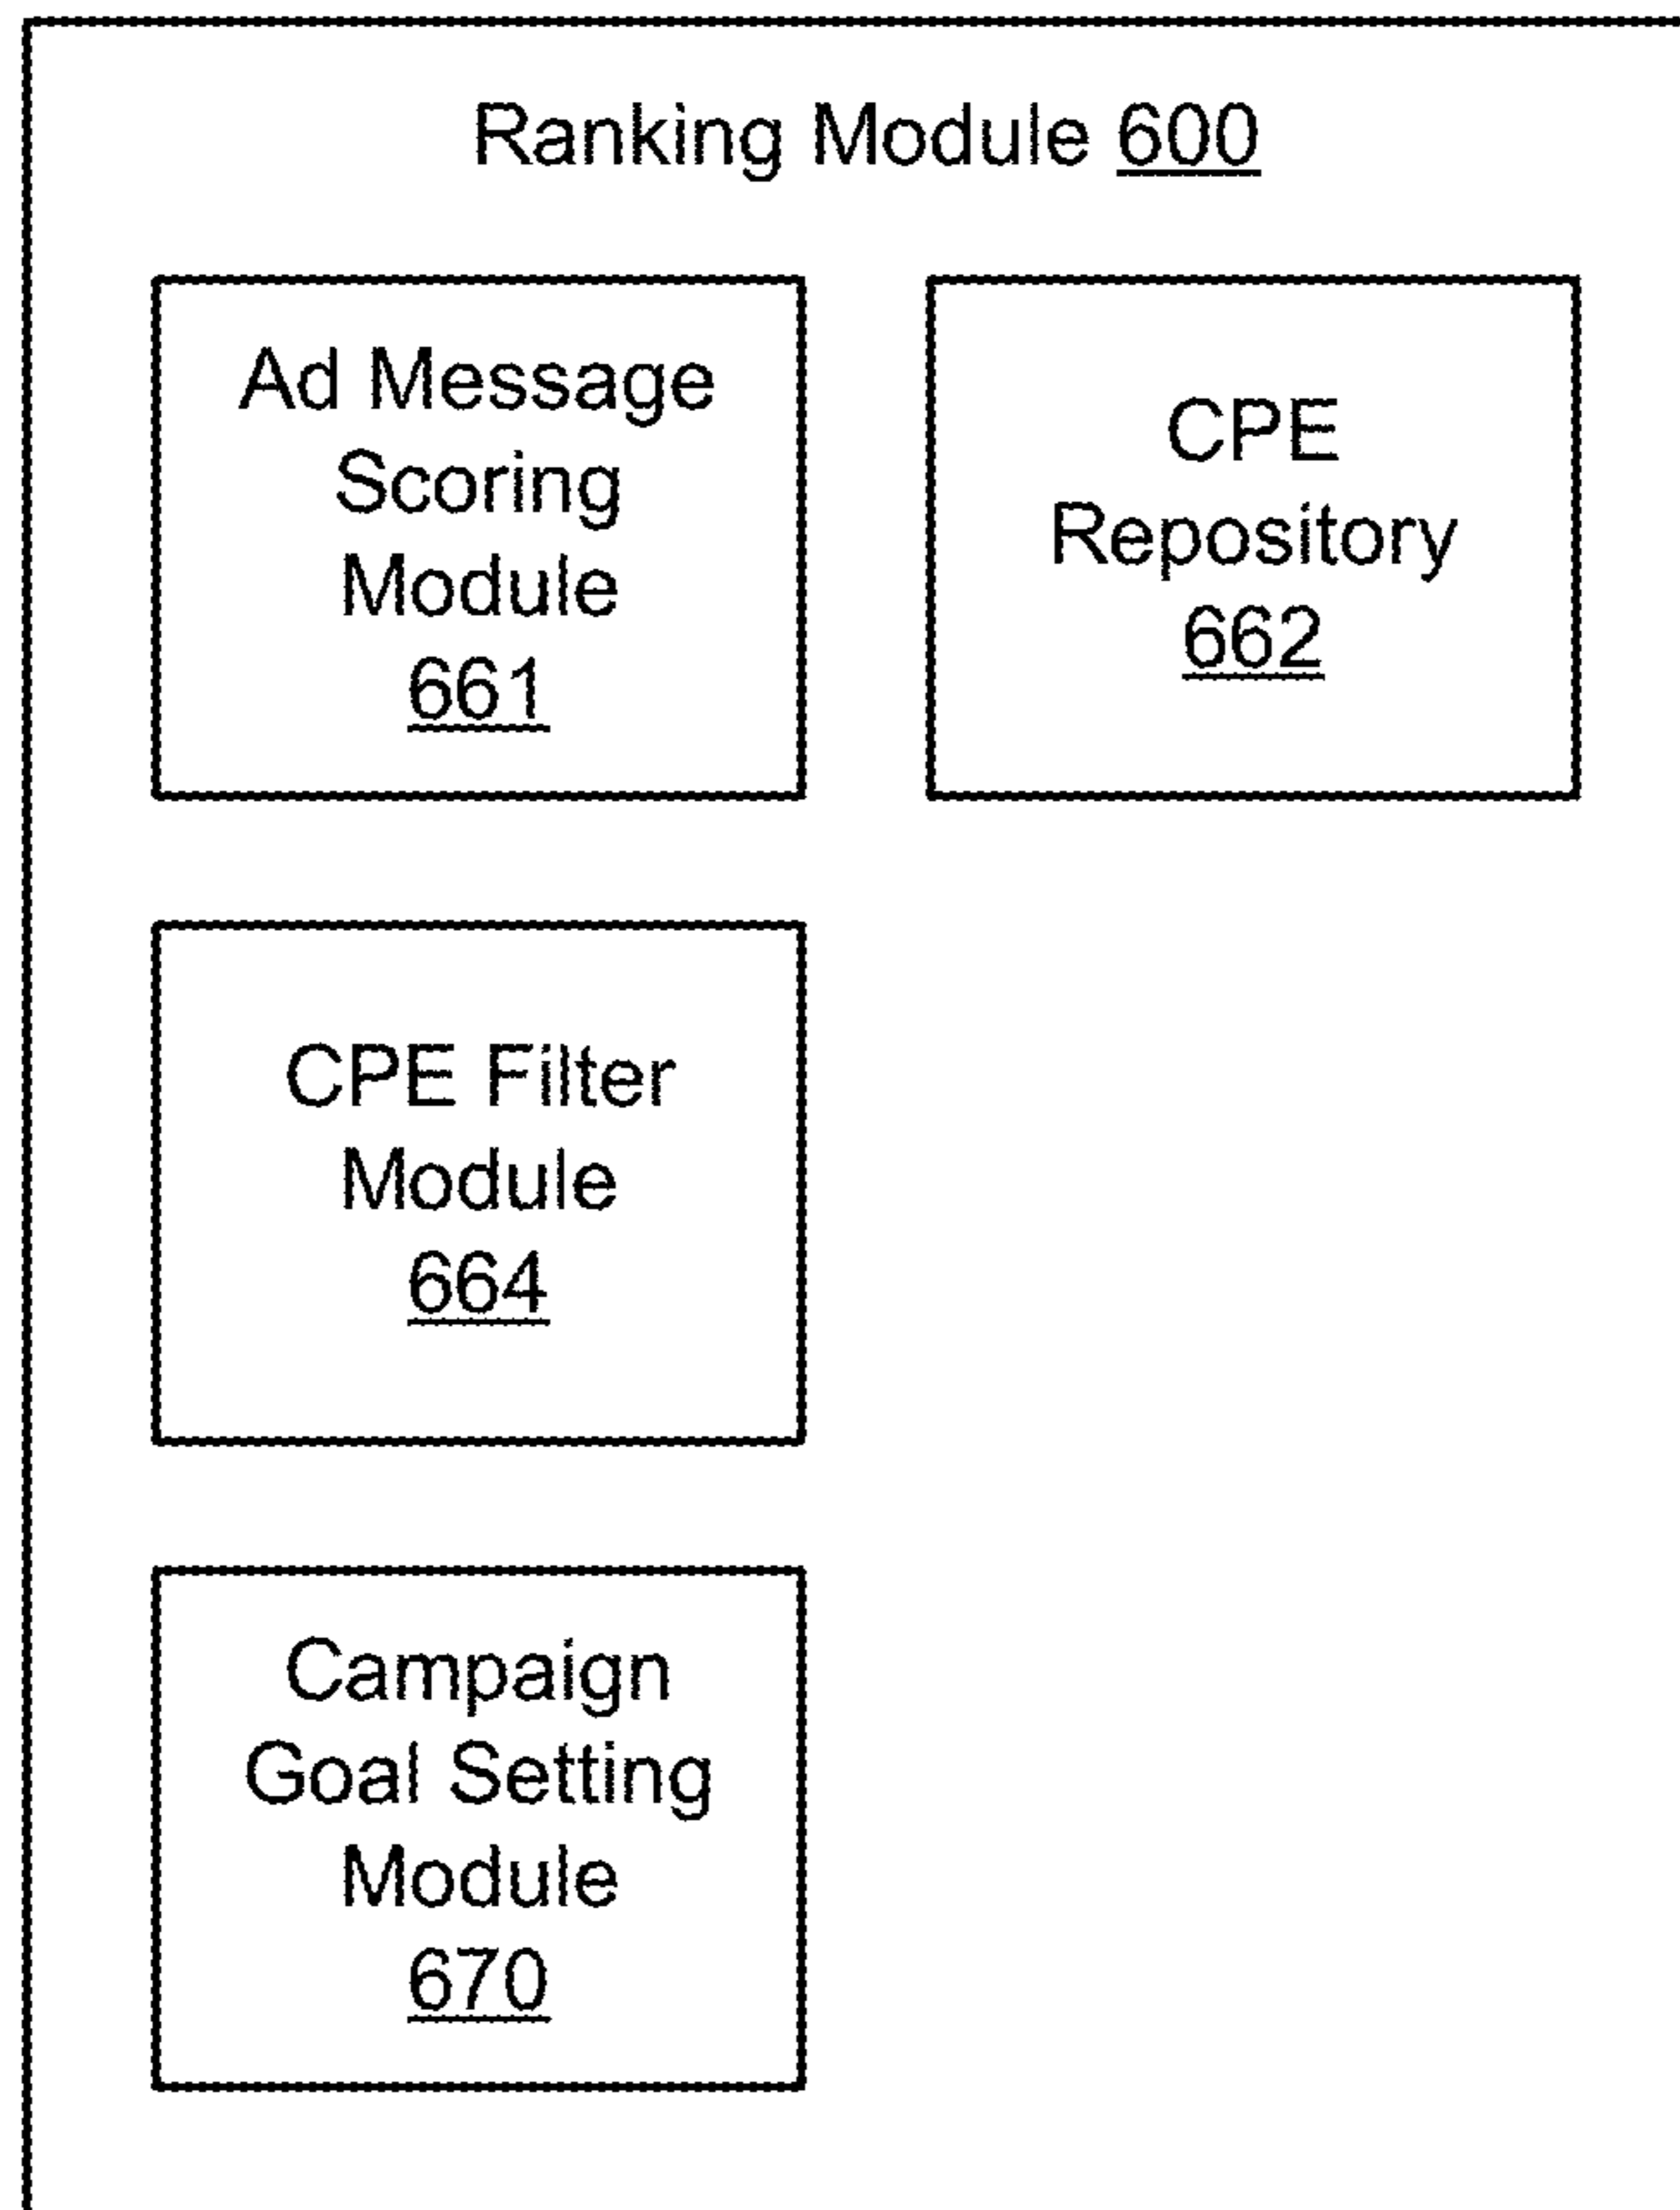 Ranking Module 600
Ad Message
Scoring
Module
661
CPE
Repository
662
CPE Filter
Module
664
Campaign
Goal Setting
Module
670